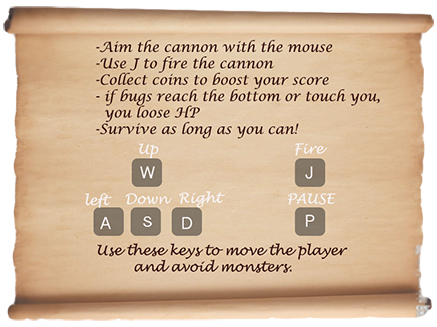 -Aim the cannon with the mouse
-Use J to fire the cannon
-Collect coins to boost your score
- if bugs reach the bottom or touch you,
you loose HP
-Survive as long as you can!
Up Fire
W J
left Down Right PAUSE
A S D P
Use these keys to move the player
and avoid monsters.